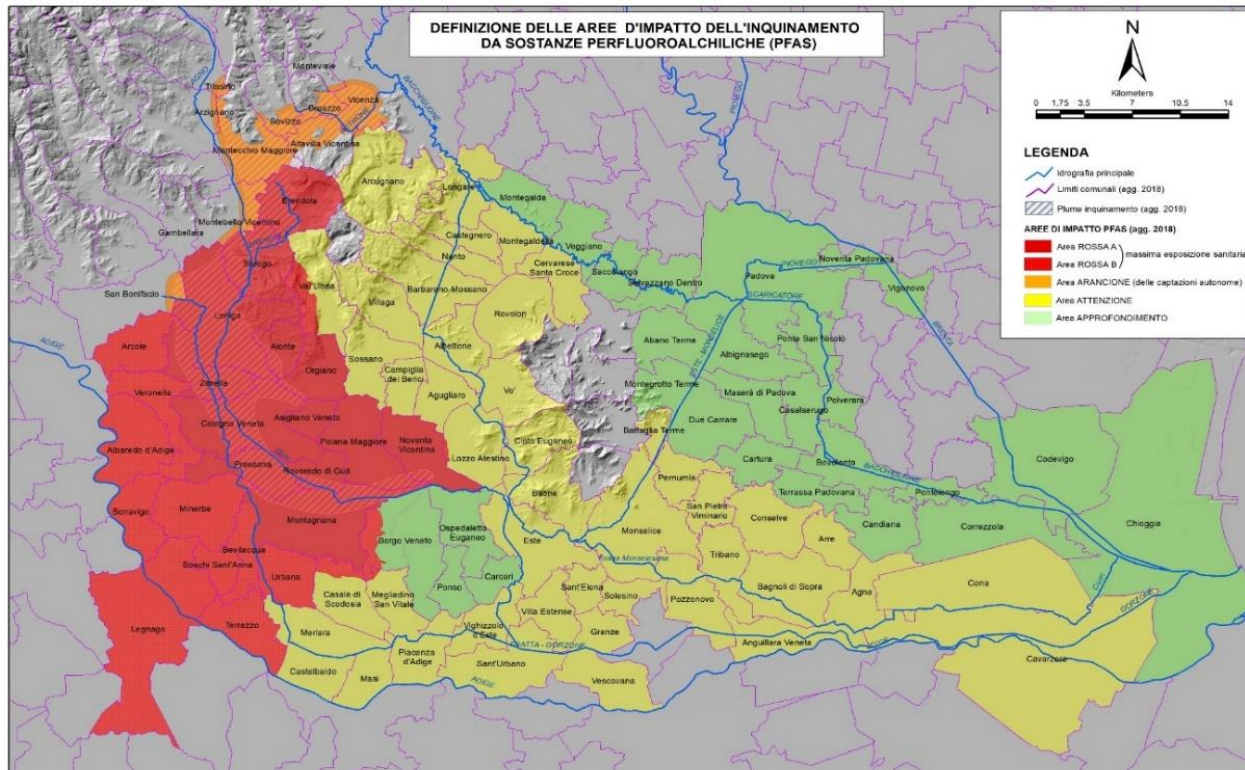 DEFINIZIONE DELLE AREE D'IMPATTO DELL'INQUINAMENTO
DA SOSTANZE PERFLUOROALCHILICHE (PFAS)
N
Kilometers
0 1,75 3,5 7 10,5 14
LEGENDA
Idrografia principale
Limiti comunali (agg. 2018)
Plume inquinamento (agg. 2018)
AREE DI IMPATTO PFAS (agg. 2018)
Area ROSSA A
Area ROSSA B
massima esposizione sanitaria
Area ARANCIONE (delle captazioni autonome)
Area ATTENZIONE
Area APPROFONDIMENTO
Monteviale
Trissino
Creazzo
Vicenza
Arzignano
Sovizzo
BACCHIGLIONE
Altavilla Vicentina
Montecchio Maggiore
Arcugnano
Longare
Brendola
Montegalda
Montebello Vicentino
Gambellara
Castegnero
Montegaldella
Veggiano
Nanto
Cervarese
Santa Croce
Saccolongo
Selvazzano Dentro
Padova
PIOVEGO
Noventa Padovana
Vigonovo
Sarego
Val Liona
Villaga
Barbarano Mossano
San Bonifacio
SCARICATORE
Rovolon
Lonigo
ADIGE
Arcole
Alonte
Albettone
Abano Terme
Albignasego
Ponte San Nicolò
BRENTA
Sossano
Orgiano
Campiglia
dei Berici
Veronella
Zimella
Vo'
Montegrotto Terme
Maserà di Padova
Polverara
Agugliaro
Casalserugo
Cologna Veneta
Asigliano Veneto
Due Carrare
Battaglia Terme
Albaredo d'Adige
Poiana Maggiore
Noventa
Vicentina
Cinto Euganeo
Lozzo Atestino
Cartura
Bovolenta
BACCHIGLIONE
Codevigo
Pressana
Roveredo di Guà
Pernumia
Terrassa Padovana
Pontelongo
Bonavigo
Minerbe
Montagnana
Baone
San Pietro
Viminario
Conselve
Candiana
Correzzola
Chioggia
Borgo Veneto
Ospedaletto
Euganeo
Este
Monselice
Arre
Bevilacqua
Boschi Sant'Anna
Tribano
Urbana
Ponso
Carceri
Bagnoli di Sopra
Agna
Cona
Casale di
Scodosia
Megliadino
San Vitale
Sant'Elena
Solesino
Pozzonovo
GORZONE
Legnago
Terrazzo
Merlara
Villa Estense
Vighizzolo
d'Este
Granze
FRATTA - GORZONE
Anguillara Veneta
Piacenza
d'Adige
Sant'Urbano
Cavarzere
Castelbaldo
Masi
Vescovana
ADIGE